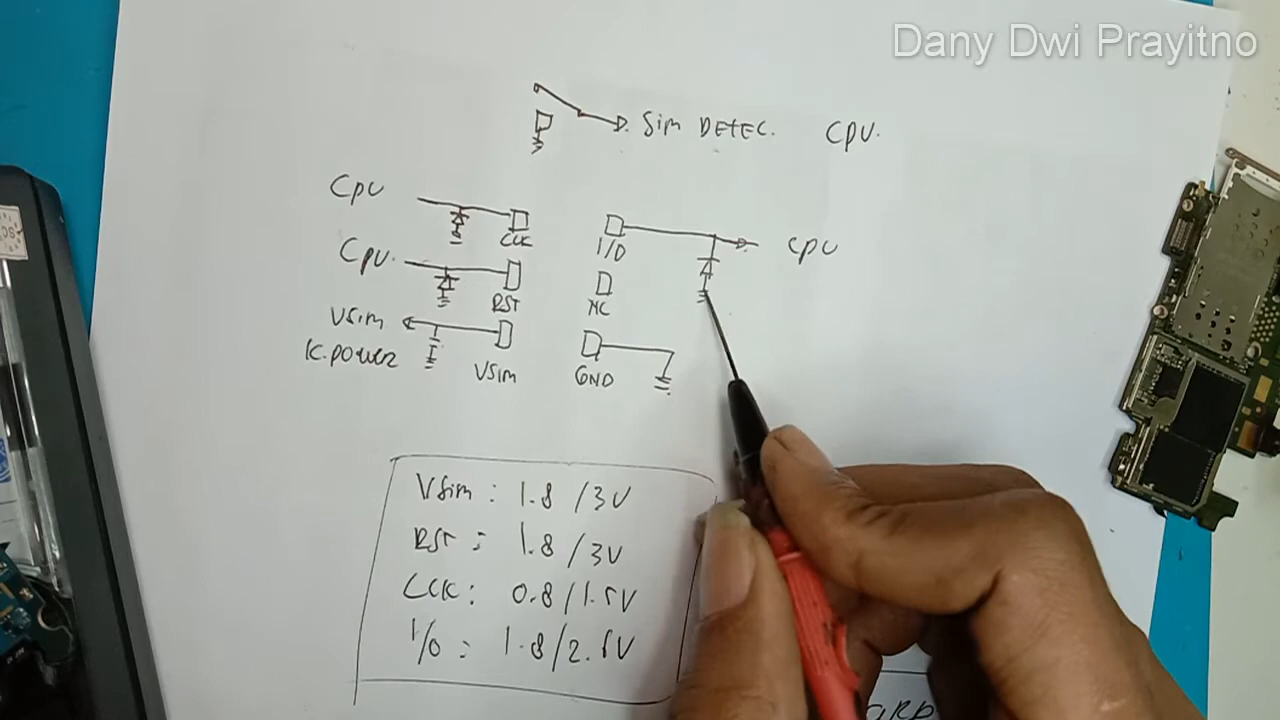 Dany Dwi Prayitno
Sim DETEC. CPU.
CPU
CLK
I/O
CPU
CPU.
RST
NC
VSim
K.power
VSIM
GND
VSim : 1.8 /3V
RST : 1.8 /3V
CLK : 0.8/1.5V
I/O : 1.8/2.5V